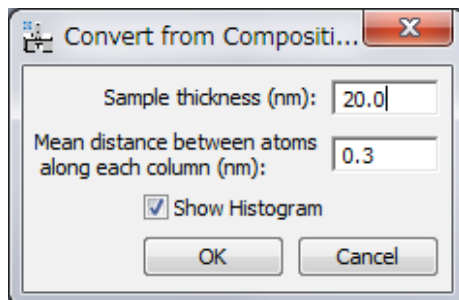 Convert from Compositi...
Sample thickness (nm): 20.0
Mean distance between atoms
along each column (nm): 0.3
Show Histogram
OK Cancel